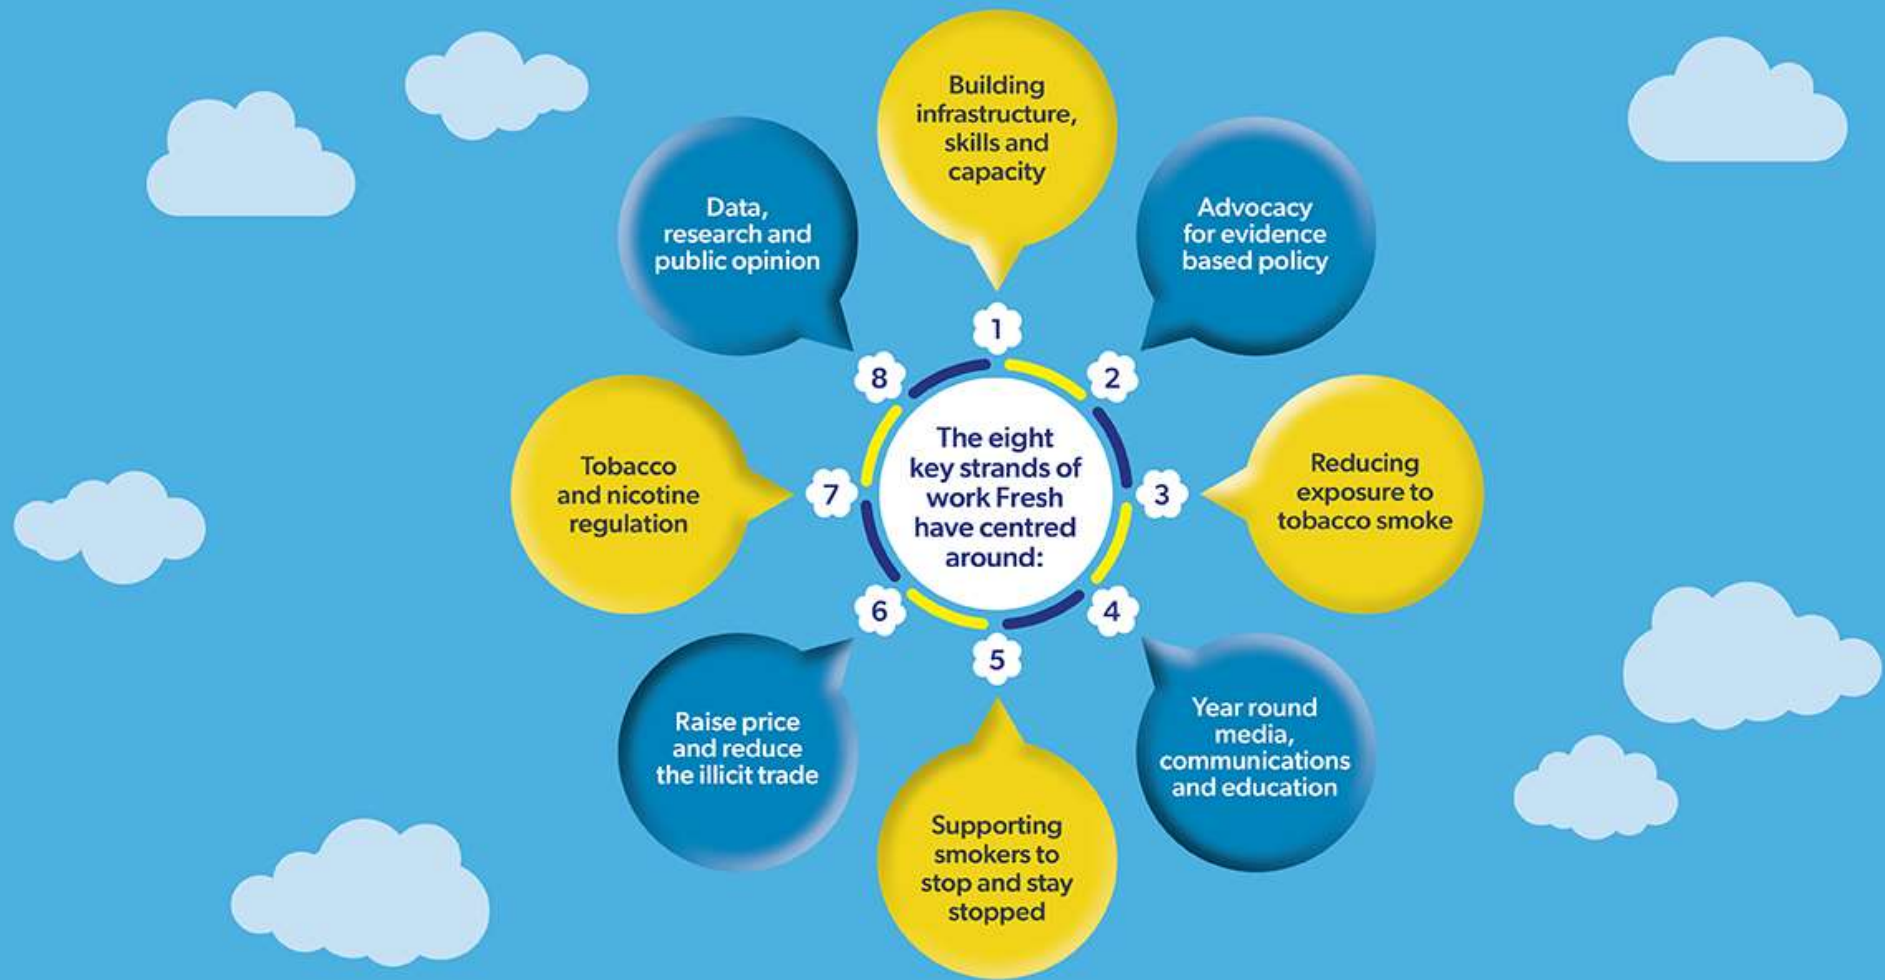 The eight
key strands of
work Fresh
have centred
around:
1
Building
infrastructure,
skills and
capacity
2
Advocacy
for evidence
based policy
3
Reducing
exposure to
tobacco smoke
4
Year round
media,
communications
and education
5
Supporting
smokers to
stop and stay
stopped
6
Raise price
and reduce
the illicit trade
7
Tobacco
and nicotine
regulation
8
Data,
research and
public opinion